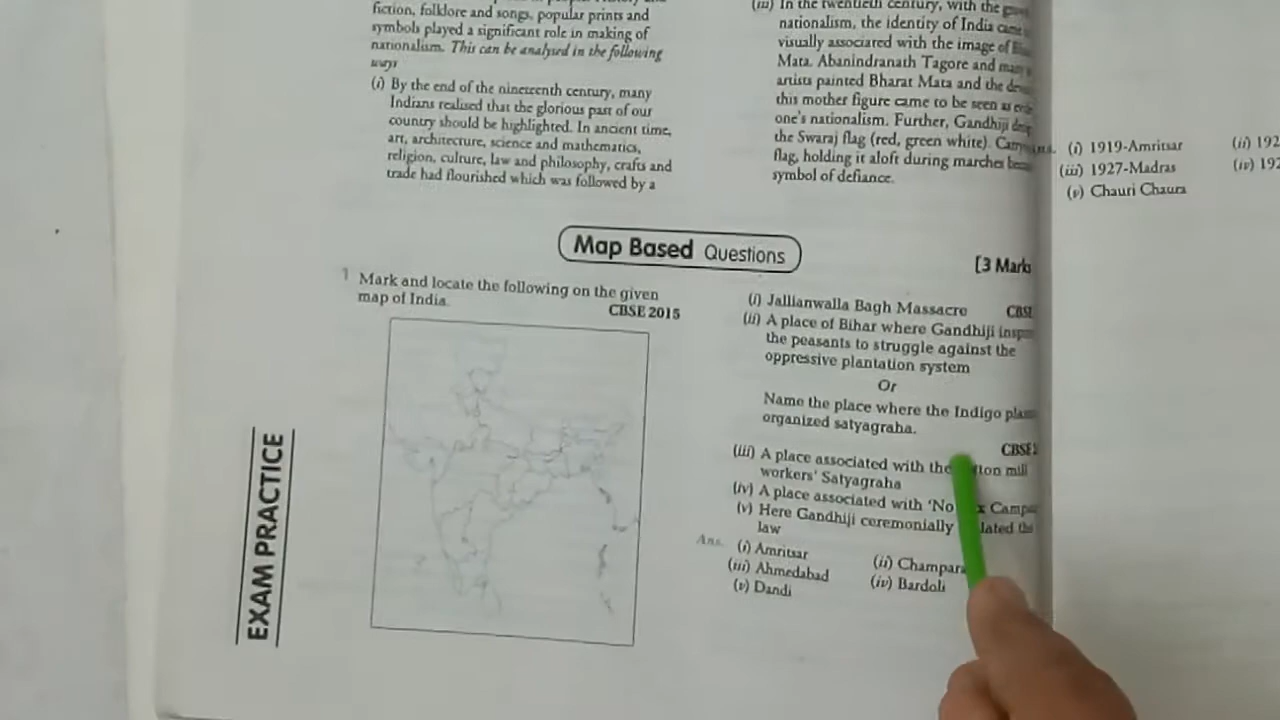 fiction, folklore and songs, popular prints and
symbols played a significant role in making of
nationalism. This can be analysed in the following
ways
(i) By the end of the nineteenth century, many
Indians realised that the glorious past of our
country should be highlighted. In ancient time,
art, architecture, science and mathematics,
religion, culture, law and philosophy, crafts and
trade had flourished which was followed by a
(iii) In the twentieth century, with the
nationalism, the identity of India came
visually associated with the image of
Mata. Abanindranath Tagore and
artists painted Bharat Mata and the
this mother figure came to be seen as
one's nationalism. Further, Gandhiji
the Swaraj flag (red, green white).
flag, holding it aloft during marches
symbol of defiance.
Ans. (i) 1919-Amritsar (ii) 192
(iii) 1927-Madras (iv) 192
(v) Chauri Chaura
Map Based Questions
[3 Marks
1 Mark and locate the following on the given
map of India.
CBSE 2015
(i) Jallianwalla Bagh Massacre CBSE
(ii) A place of Bihar where Gandhiji
the peasants to struggle against the
oppressive plantation system
Or
Name the place where the Indigo
organized satyagraha.
CBSE
(iii) A place associated with the mill
workers' Satyagraha
(iv) A place associated with 'No
(v) Here Gandhiji ceremonially the
law
Ans. (i) Amritsar (ii) Champara
(iii) Ahmedabad (iv) Bardoli
(v) Dandi
EXAM PRACTICE